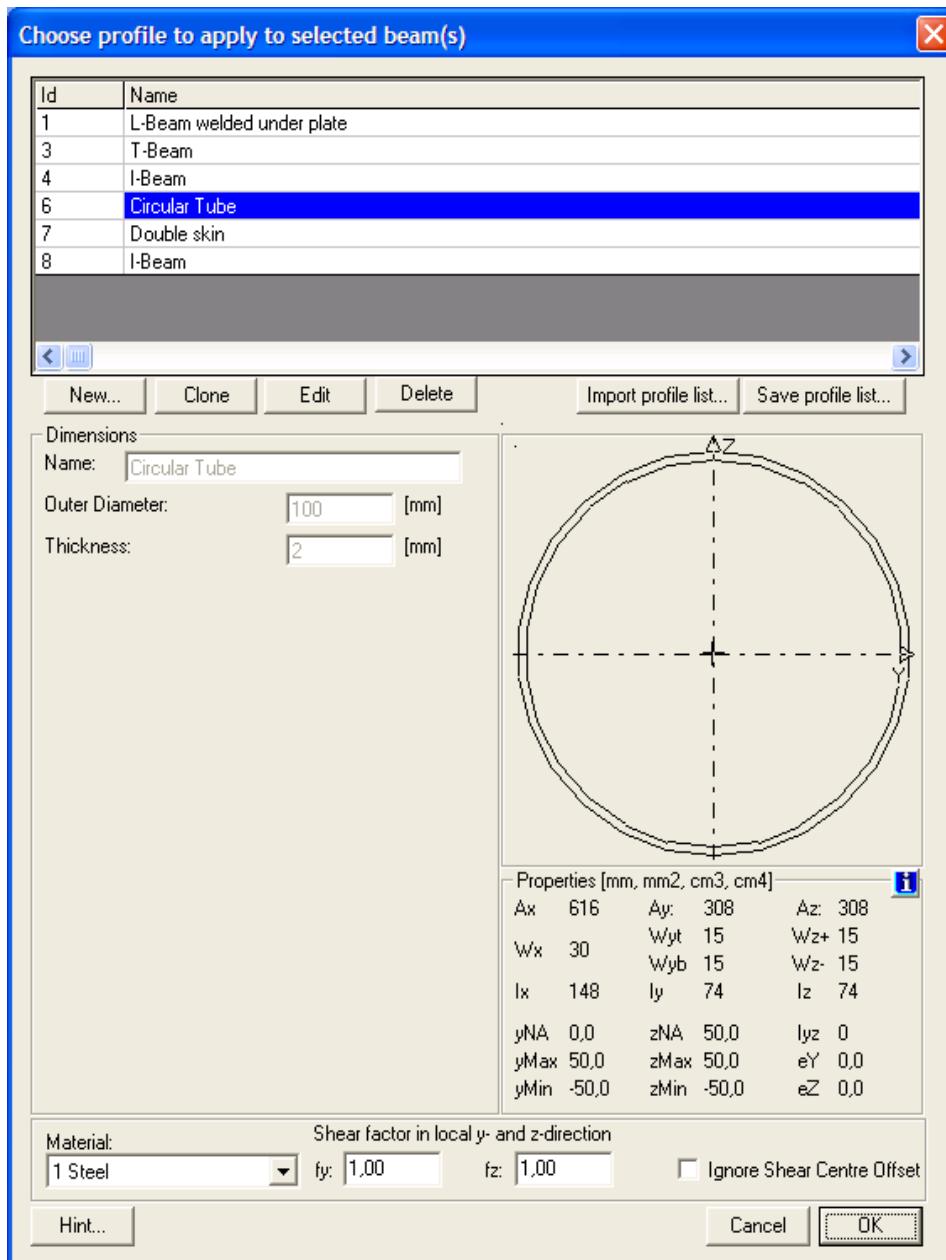 Choose profile to apply to selected beam(s)
Id Name
1 L-Beam welded under plate
3 T-Beam
4 I-Beam
6 Circular Tube
7 Double skin
8 I-Beam
New... Clone Edit Delete Import profile list... Save profile list...
Dimensions
Name: Circular Tube
Outer Diameter: 100 [mm]
Thickness: 2 [mm]
Z
Y
Properties [mm, mm2, cm3, cm4]
Ax 616 Ay: 308 Az: 308
Wx 30 Wyt 15 Wz+ 15
Wyb 15 Wz- 15
Ix 148 Iy 74 Iz 74
yNA 0,0 zNA 50,0 Iyz 0
yMax 50,0 zMax 50,0 eY 0,0
yMin -50,0 zMin -50,0 eZ 0,0
Material: Shear factor in local y- and z-direction
1 Steel fy: 1,00 fz: 1,00 Ignore Shear Centre Offset
Hint... Cancel OK